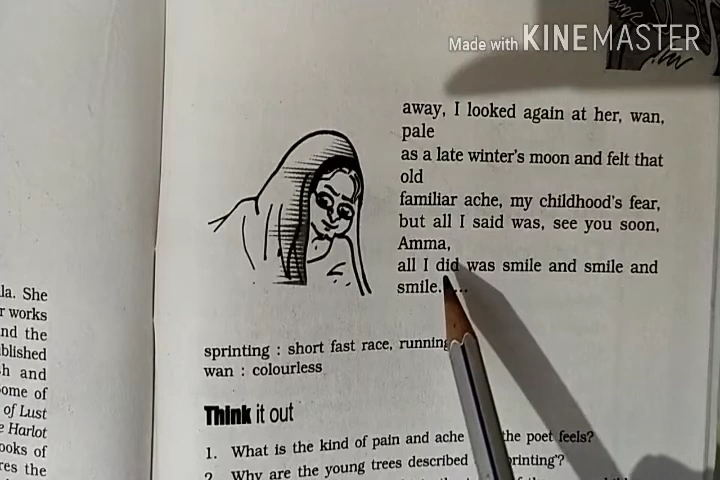 Made with KINEMASTER
away, I looked again at her, wan,
pale
as a late winter's moon and felt that
old
familiar ache, my childhood's fear,
but all I said was, see you soon,
Amma,
all I did was smile and smile and
smile.
la. She
r works
nd the
blished
h and
ome of
of Lust
e Harlot
ooks of
res the
sprinting : short fast race, running
wan : colourless
Think it out
1. What is the kind of pain and ache the poet feels?
2. Why are the young trees described printing'?